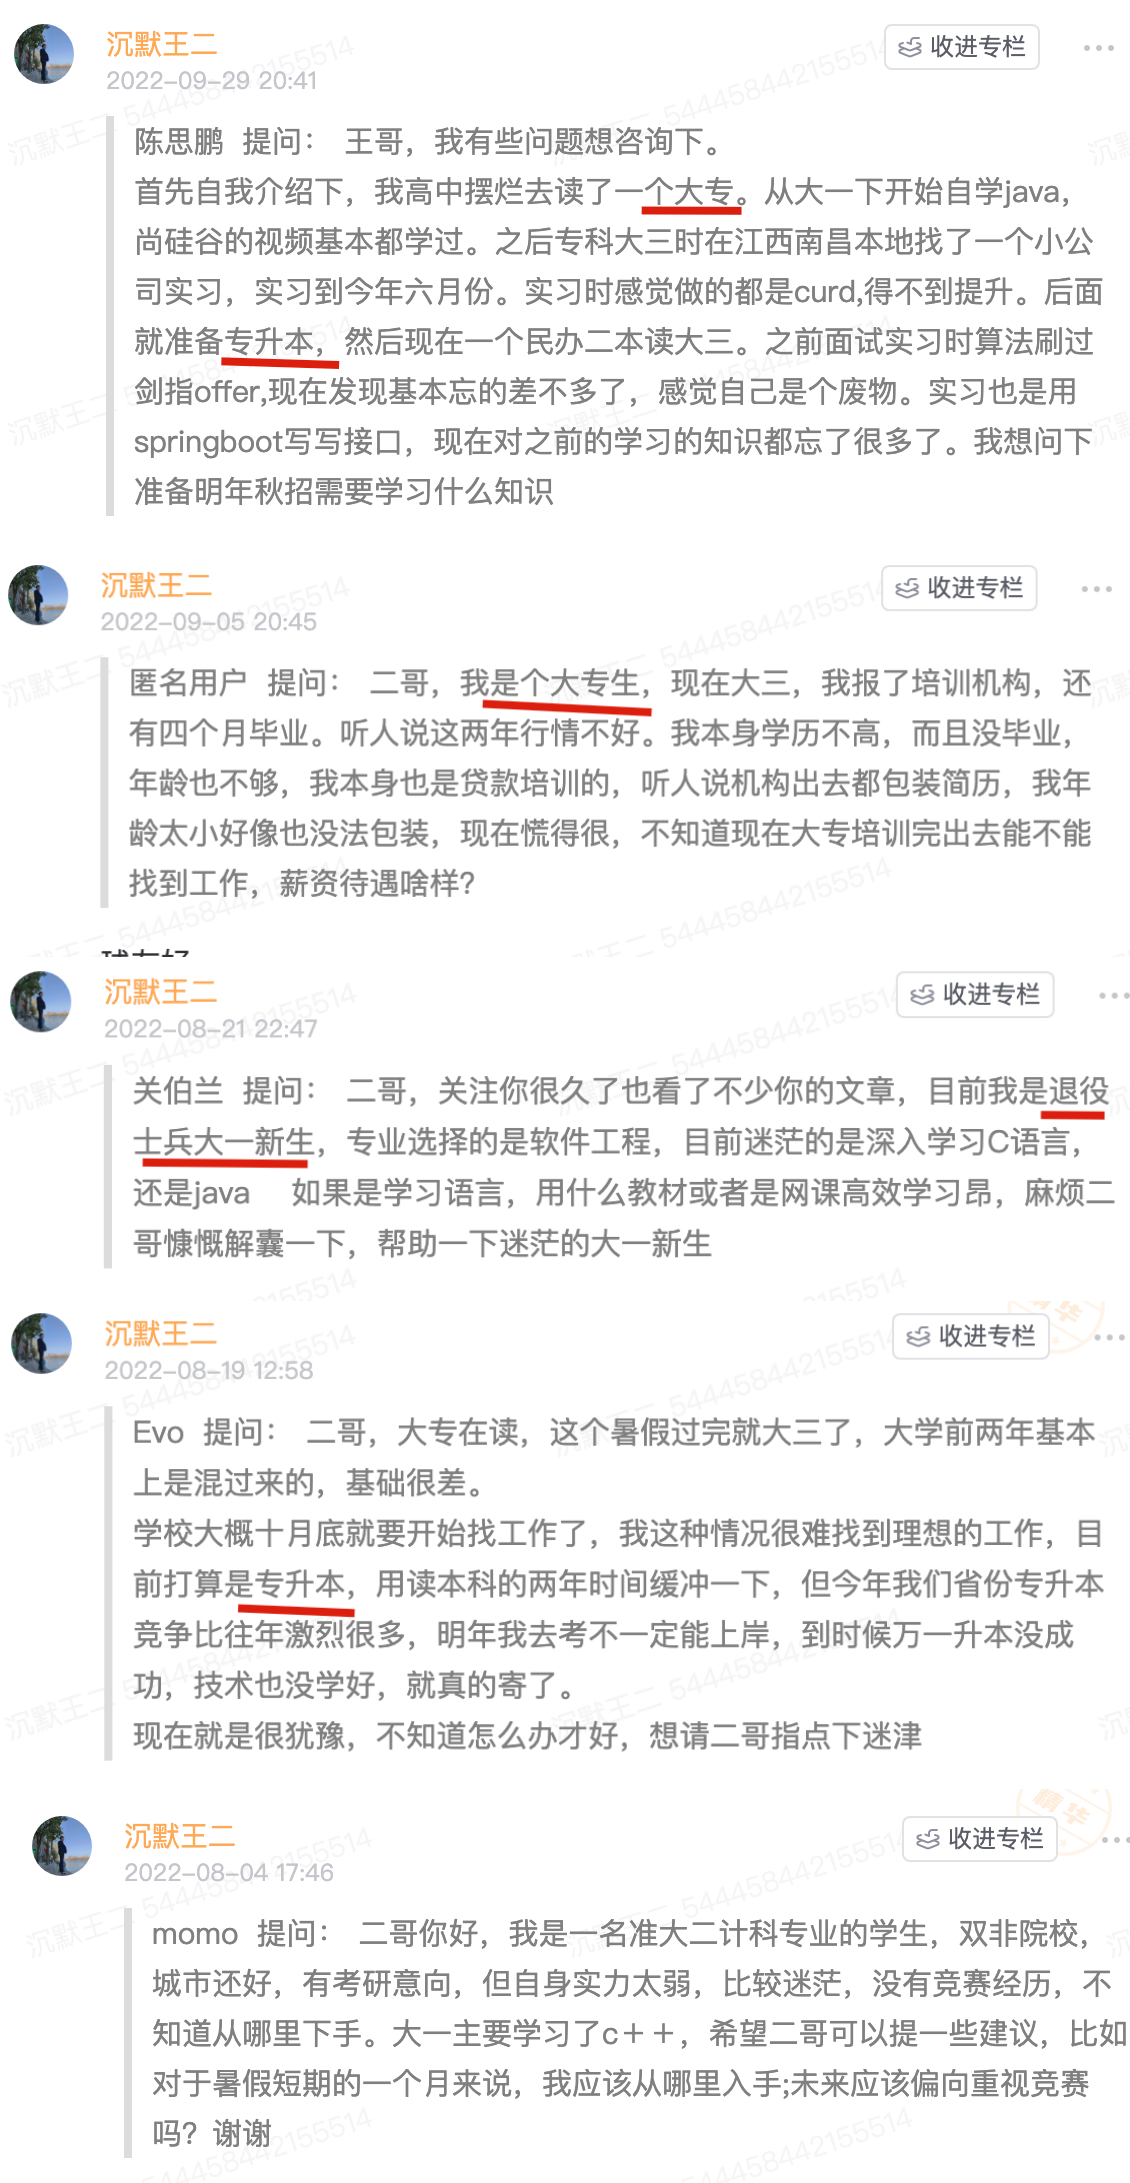 沉默王二
收进专栏
2022-09-29 20:41
陈思鹏 提问： 王哥，我有些问题想咨询下。
首先自我介绍下，我高中摆烂去读了一个大专。从大一下开始自学java，
尚硅谷的视频基本都学过。之后专科大三时在江西南昌本地找了一个小公
司实习，实习到今年六月份。实习时感觉做的都是curd,得不到提升。后面
就准备专升本，然后现在一个民办二本读大三。之前面试实习时算法刷过
剑指offer,现在发现基本忘的差不多了，感觉自己是个废物。实习也是用
springboot写写接口，现在对之前的学习的知识都忘了很多了。我想问下
准备明年秋招需要学习什么知识
沉默王二
收进专栏
2022-09-05 20:45
匿名用户 提问： 二哥，我是个大专生，现在大三，我报了培训机构，还
有四个月毕业。听人说这两年行情不好。我本身学历不高，而且没毕业，
年龄也不够，我本身也是贷款培训的，听人说机构出去都包装简历，我年
龄太小好像也没法包装，现在慌得很，不知道现在大专培训完出去能不能
找到工作，薪资待遇啥样？
沉默王二
收进专栏
2022-08-21 22:47
关伯兰 提问： 二哥，关注你很久了也看了不少你的文章，目前我是退役
士兵大一新生，专业选择的是软件工程，目前迷茫的是深入学习C语言，
还是java 如果是学习语言，用什么教材或者是网课高效学习昂，麻烦二
哥慷慨解囊一下，帮助一下迷茫的大一新生
沉默王二
收进专栏
2022-08-19 12:58
Evo 提问： 二哥，大专在读，这个暑假过完就大三了，大学前两年基本
上是混过来的，基础很差。
学校大概十月底就要开始找工作了，我这种情况很难找到理想的工作，目
前打算是专升本，用读本科的两年时间缓冲一下，但今年我们省份专升本
竞争比往年激烈很多，明年我去考不一定能上岸，到时候万一升本没成
功，技术也没学好，就真的寄了。
现在就是很犹豫，不知道怎么办才好，想请二哥指点下迷津
精华
沉默王二
收进专栏
2022-08-04 17:46
momo 提问： 二哥你好，我是一名准大二计科专业的学生，双非院校，
城市还好，有考研意向，但自身实力太弱，比较迷茫，没有竞赛经历，不
知道从哪里下手。大一主要学习了c++，希望二哥可以提一些建议，比如
对于暑假短期的一个月来说，我应该从哪里入手;未来应该偏向重视竞赛
吗？谢谢
沉默王二 544458442155514